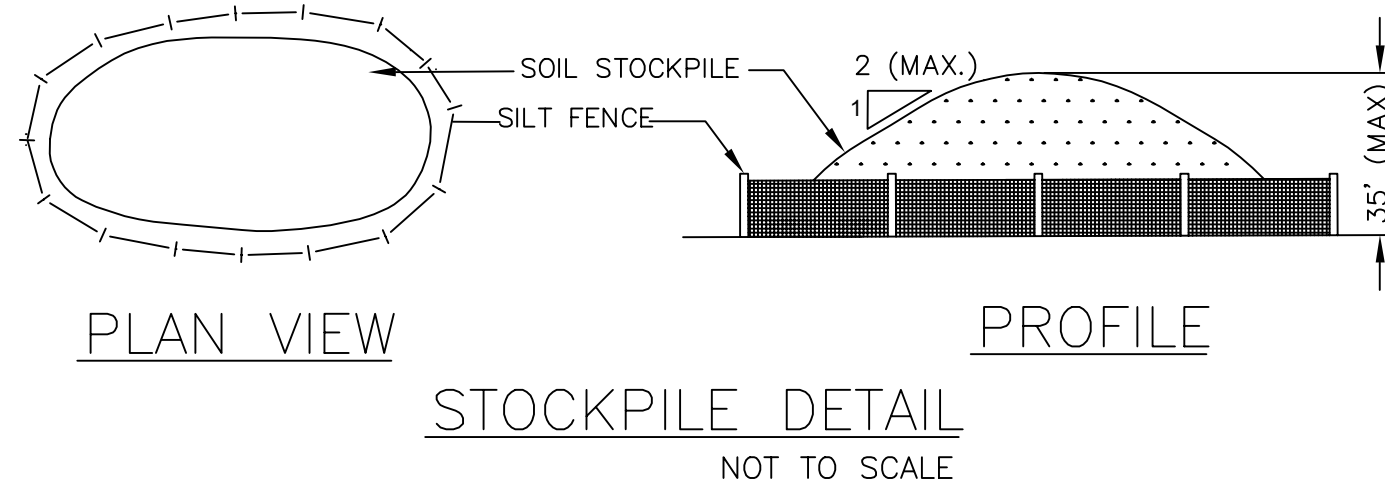 SOIL STOCKPILE
SILT FENCE
2 (MAX.)
1
35' (MAX)
PLAN VIEW
PROFILE
STOCKPILE DETAIL
NOT TO SCALE